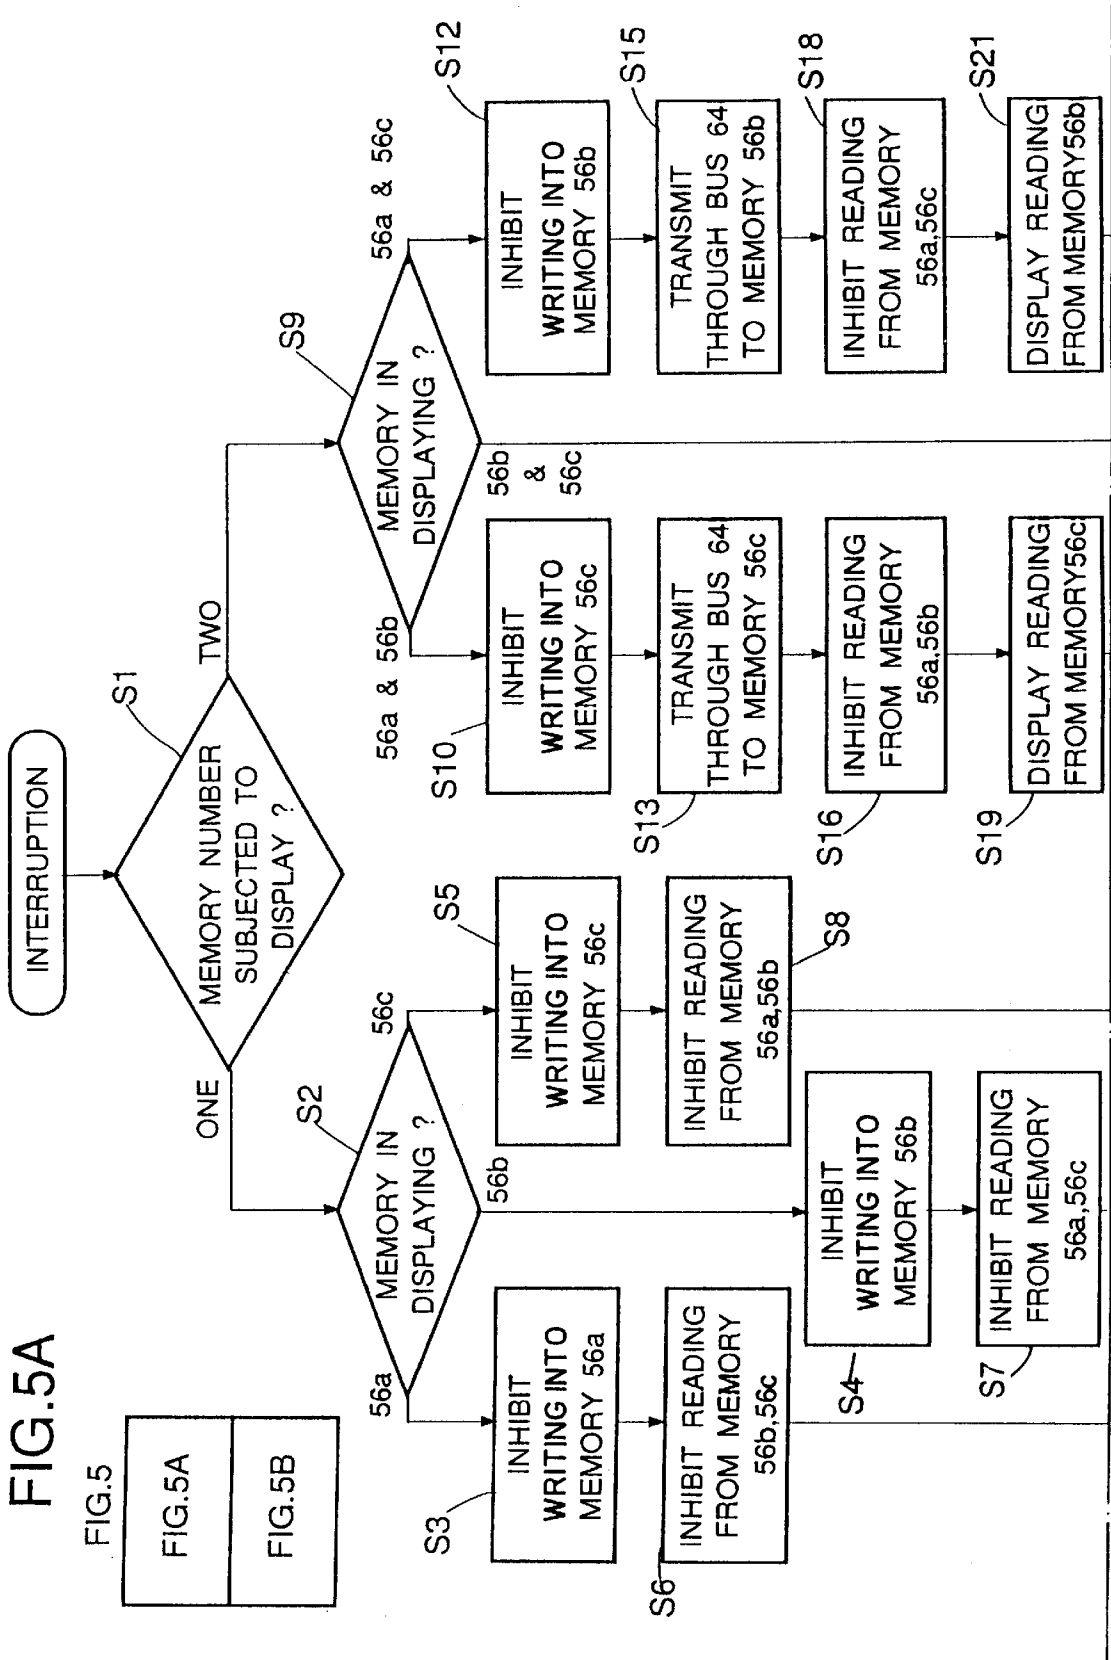 FIG.5A
FIG.5
FIG.5A
FIG.5B
INTERRUPTION
S1
MEMORY NUMBER
SUBJECTED TO
DISPLAY ?
ONE
TWO
S2
MEMORY IN
DISPLAYING ?
56a
56b
56c
S9
MEMORY IN
DISPLAYING ?
56a & 56b
56b
&
56c
56a & 56c
S3
INHIBIT
WRITING INTO
MEMORY 56a
S6
INHIBIT READING
FROM MEMORY
56b,56c
S4
INHIBIT
WRITING INTO
MEMORY 56b
S7
INHIBIT READING
FROM MEMORY
56a,56c
S5
INHIBIT
WRITING INTO
MEMORY 56c
S8
INHIBIT READING
FROM MEMORY
56a,56b
S10
INHIBIT
WRITING INTO
MEMORY 56c
S13
TRANSMIT
THROUGH BUS 64
TO MEMORY 56c
S16
INHIBIT READING
FROM MEMORY
56a,56b
S19
DISPLAY READING
FROM MEMORY56c
S12
INHIBIT
WRITING INTO
MEMORY 56b
S15
TRANSMIT
THROUGH BUS 64
TO MEMORY 56b
S18
INHIBIT READING
FROM MEMORY
56a,56c
S21
DISPLAY READING
FROM MEMORY56b